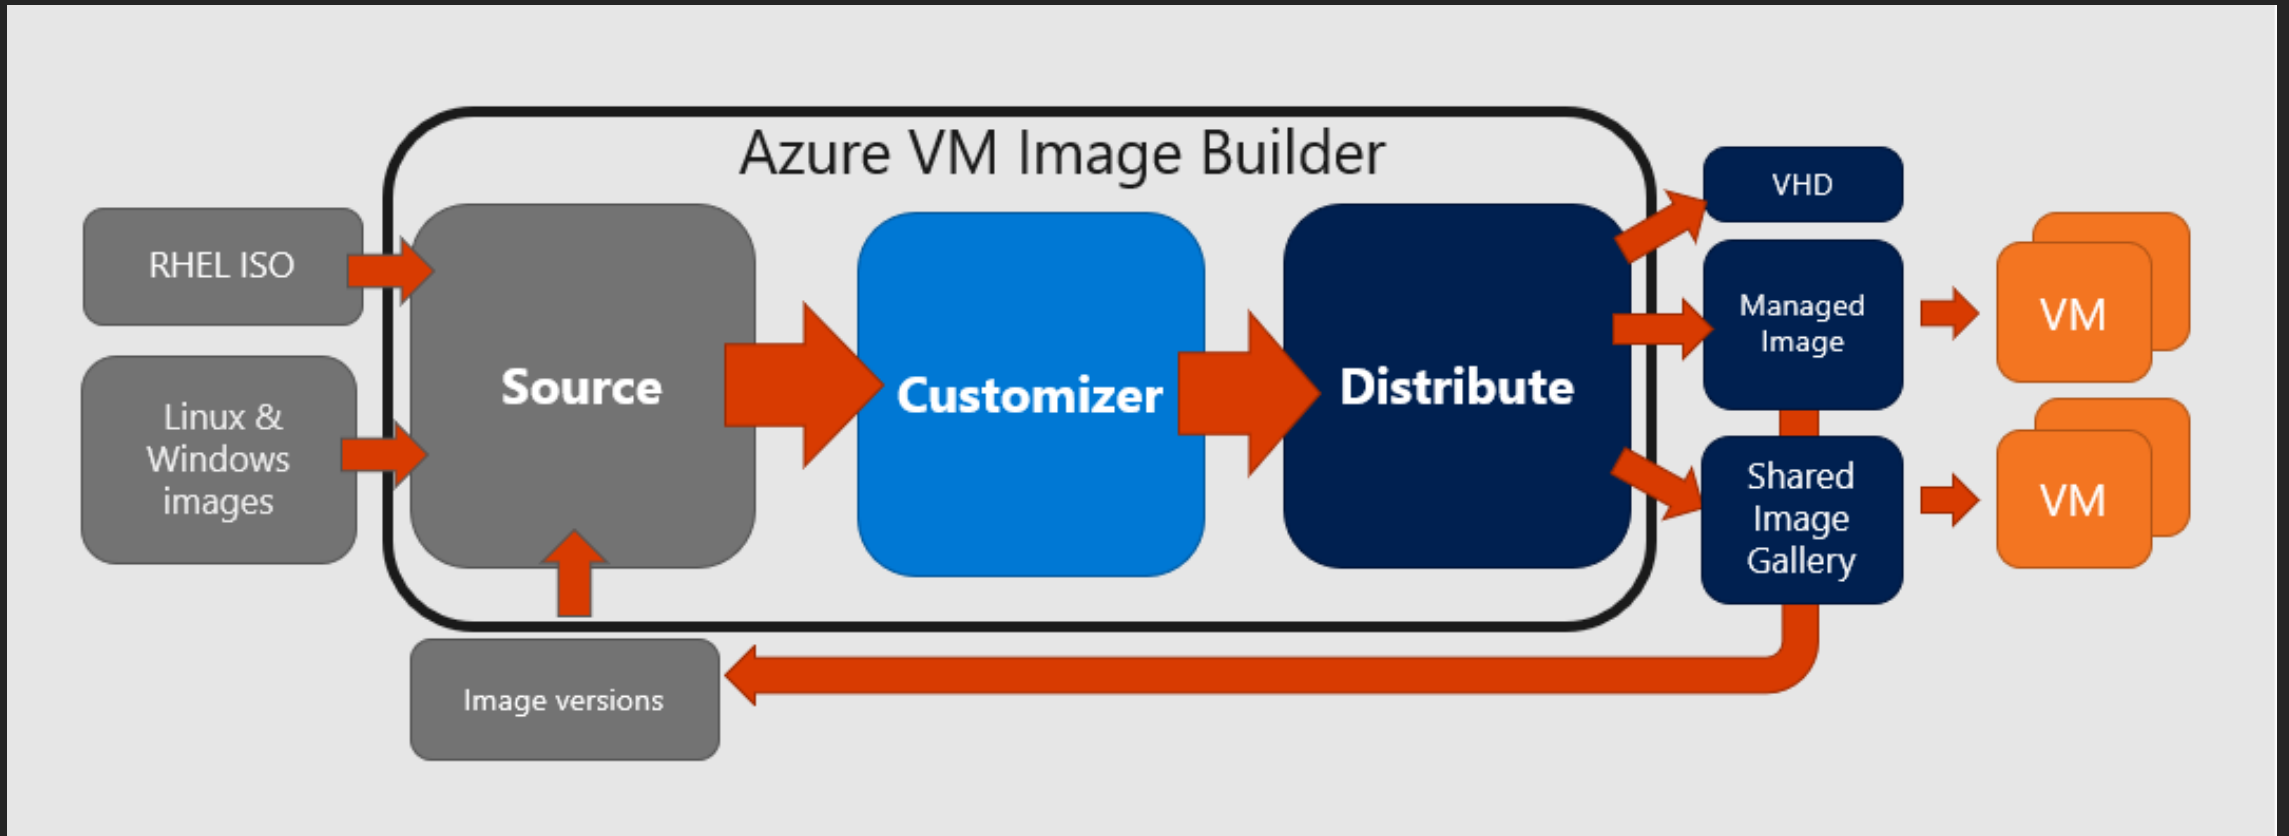 Azure VM Image Builder
RHEL ISO
Linux &
Windows
images
Source
Customizer
Distribute
VHD
Managed
Image
Shared
Image
Gallery
VM
VM
Image versions